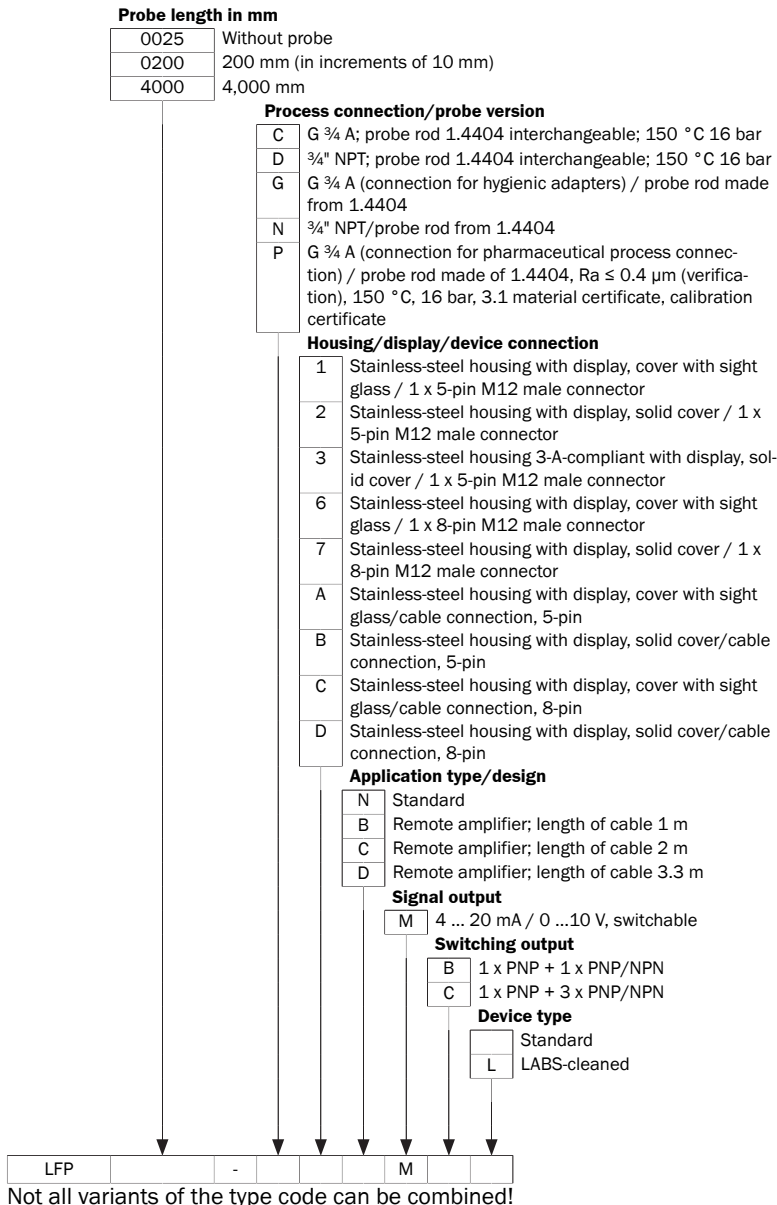 Probe length in mm
0025 Without probe
0200 200 mm (in increments of 10 mm)
4000 4,000 mm
Process connection/probe version
C G ¾ A; probe rod 1.4404 interchangeable; 150 °C 16 bar
D ¾" NPT; probe rod 1.4404 interchangeable; 150 °C 16 bar
G G ¾ A (connection for hygienic adapters) / probe rod made
from 1.4404
N ¾" NPT/probe rod from 1.4404
P G ¾ A (connection for pharmaceutical process connec-
tion) / probe rod made of 1.4404, Ra ≤ 0.4 µm (verifica-
tion), 150 °C, 16 bar, 3.1 material certificate, calibration
certificate
Housing/display/device connection
1 Stainless-steel housing with display, cover with sight
glass / 1 x 5-pin M12 male connector
2 Stainless-steel housing with display, solid cover / 1 x
5-pin M12 male connector
3 Stainless-steel housing 3-A-compliant with display, sol-
id cover / 1 x 5-pin M12 male connector
6 Stainless-steel housing with display, cover with sight
glass / 1 x 8-pin M12 male connector
7 Stainless-steel housing with display, solid cover / 1 x
8-pin M12 male connector
A Stainless-steel housing with display, cover with sight
glass/cable connection, 5-pin
B Stainless-steel housing with display, solid cover/cable
connection, 5-pin
C Stainless-steel housing with display, cover with sight
glass/cable connection, 8-pin
D Stainless-steel housing with display, solid cover/cable
connection, 8-pin
Application type/design
N Standard
B Remote amplifier; length of cable 1 m
C Remote amplifier; length of cable 2 m
D Remote amplifier; length of cable 3.3 m
Signal output
M 4 ... 20 mA / 0 ...10 V, switchable
Switching output
B 1 x PNP + 1 x PNP/NPN
C 1 x PNP + 3 x PNP/NPN
Device type
Standard
L LABS-cleaned
LFP - M
Not all variants of the type code can be combined!